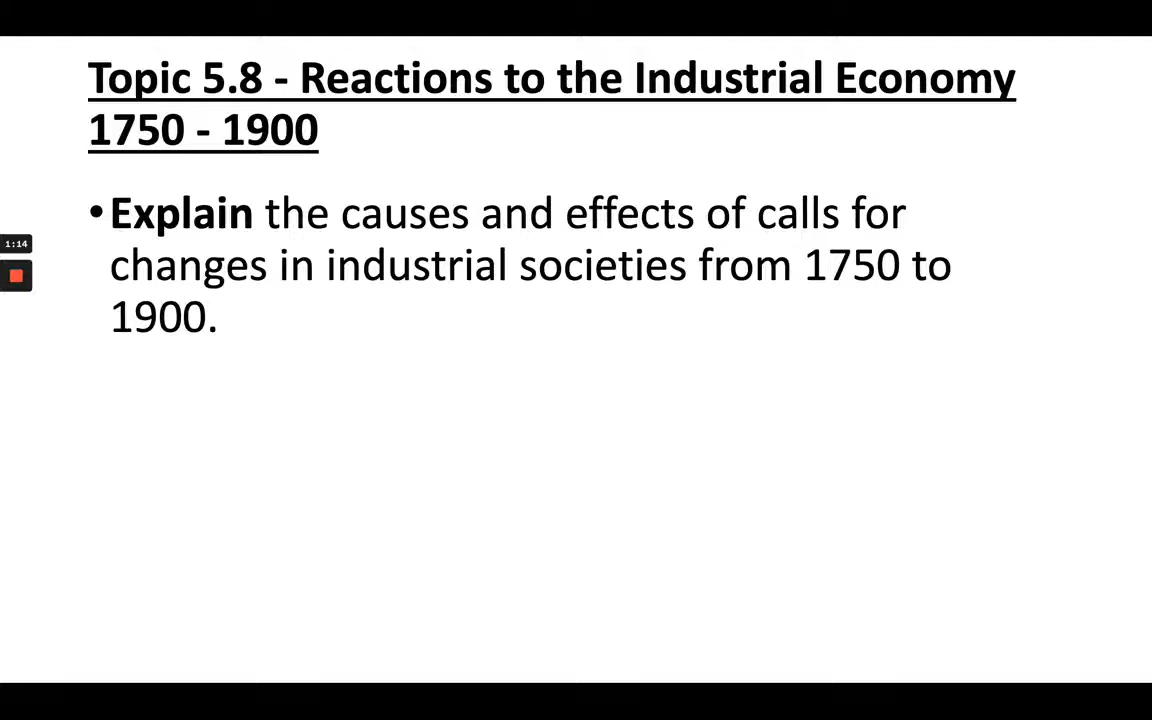 Topic 5.8 - Reactions to the Industrial Economy
1750 - 1900
•Explain the causes and effects of calls for
changes in industrial societies from 1750 to
1900.
1:14